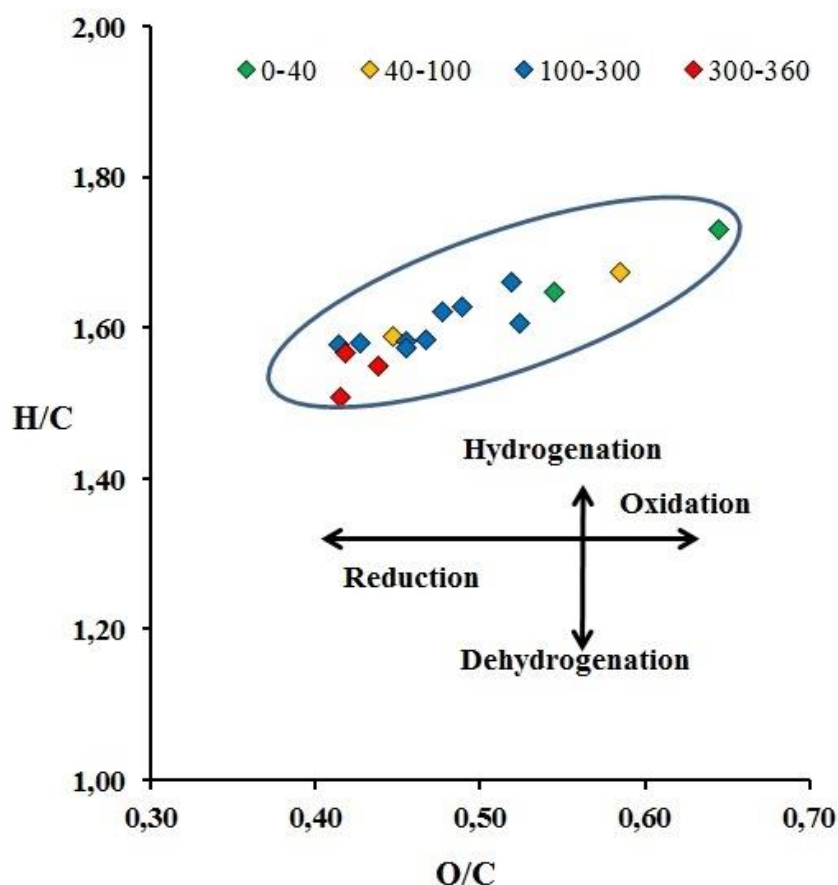 2,00
0-40 40-100 100-300 300-360
1,80
1,60
H/C
1,40
Hydrogenation
Oxidation
Reduction
1,20
Dehydrogenation
1,00
0,30 0,40 0,50 0,60 0,70
O/C